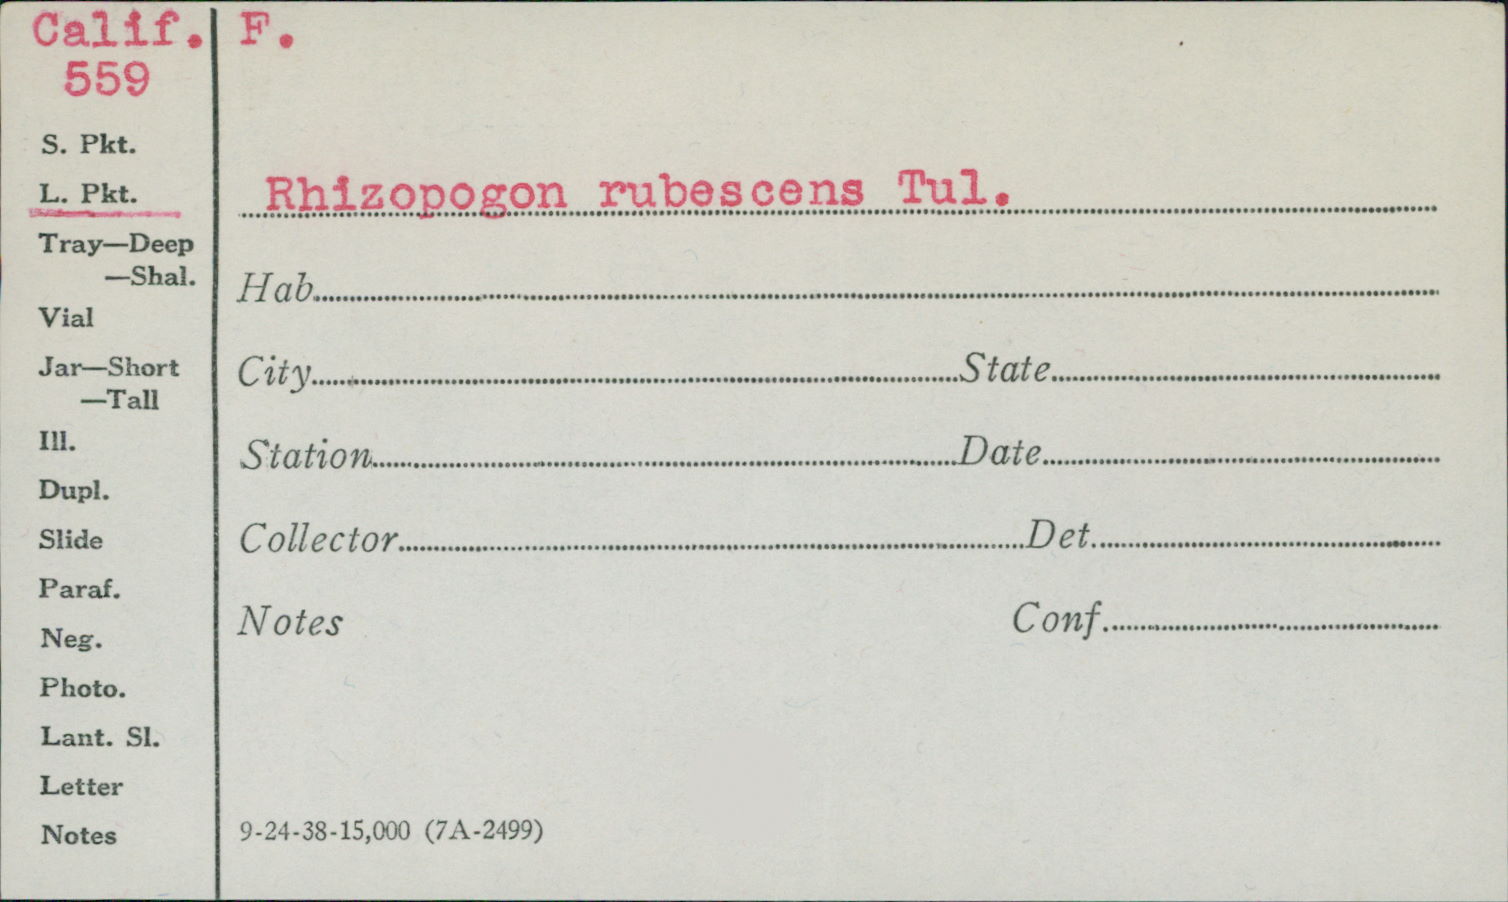 Calif. F.
559
S. Pkt.
L. Pkt.
Rhizopogon rubescens Tul.
Tray—Deep
—Shal.
Hab.
Vial
Jar—Short
—Tall
City State
Ill.
Station Date
Dupl.
Slide
Collector Det.
Paraf.
Neg.
Notes Conf.
Photo.
Lant. Sl.
Letter
Notes
9-24-38-15,000 (7A-2499)